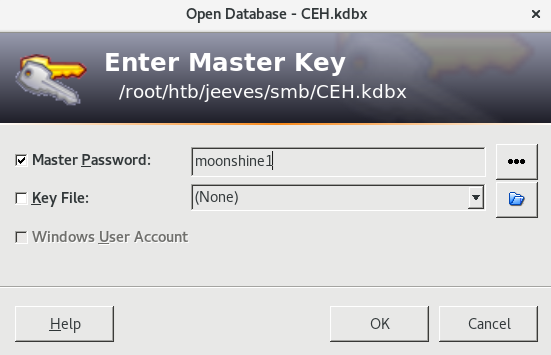 Open Database - CEH.kdbx
Enter Master Key
/root/htb/jeeves/smb/CEH.kdbx
Master Password:
moonshine1
Key File:
(None)
Windows User Account
Help
OK
Cancel